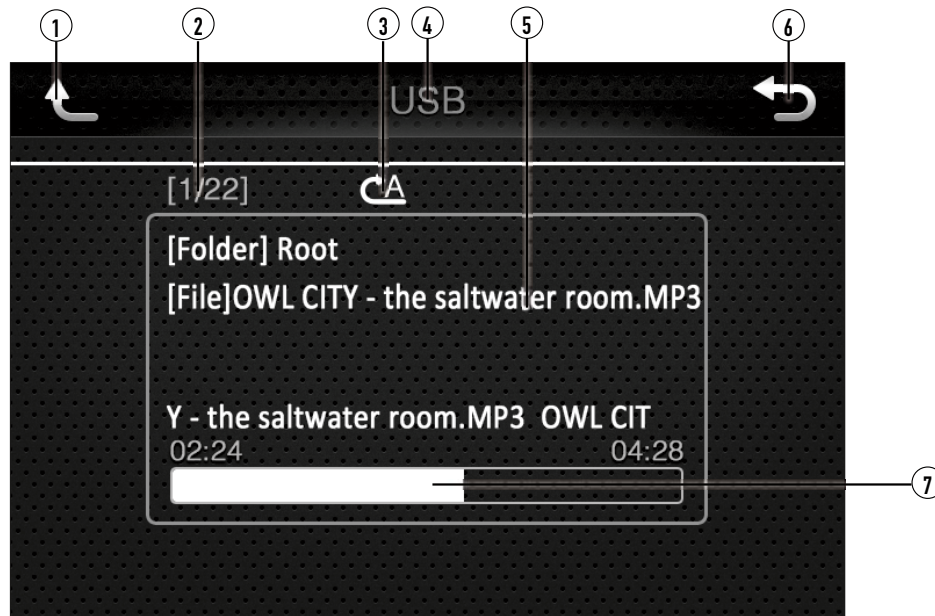 1 2 3 4 5 6
USB
[1/22] A
[Folder] Root
[File]OWL CITY - the saltwater room.MP3
Y - the saltwater room.MP3 OWL CIT
02:24 04:28
7